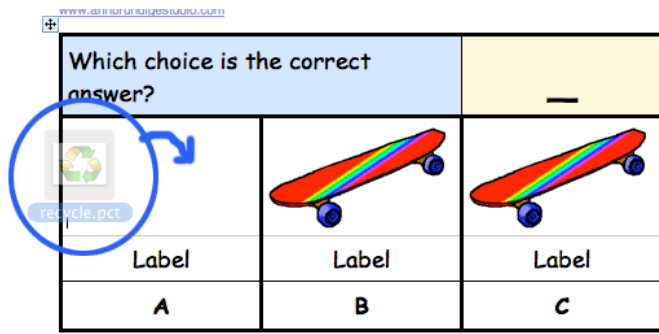 www.annbrundigestudio.com
Which choice is the correct
answer?
recycle.pct
Label Label Label
A B C